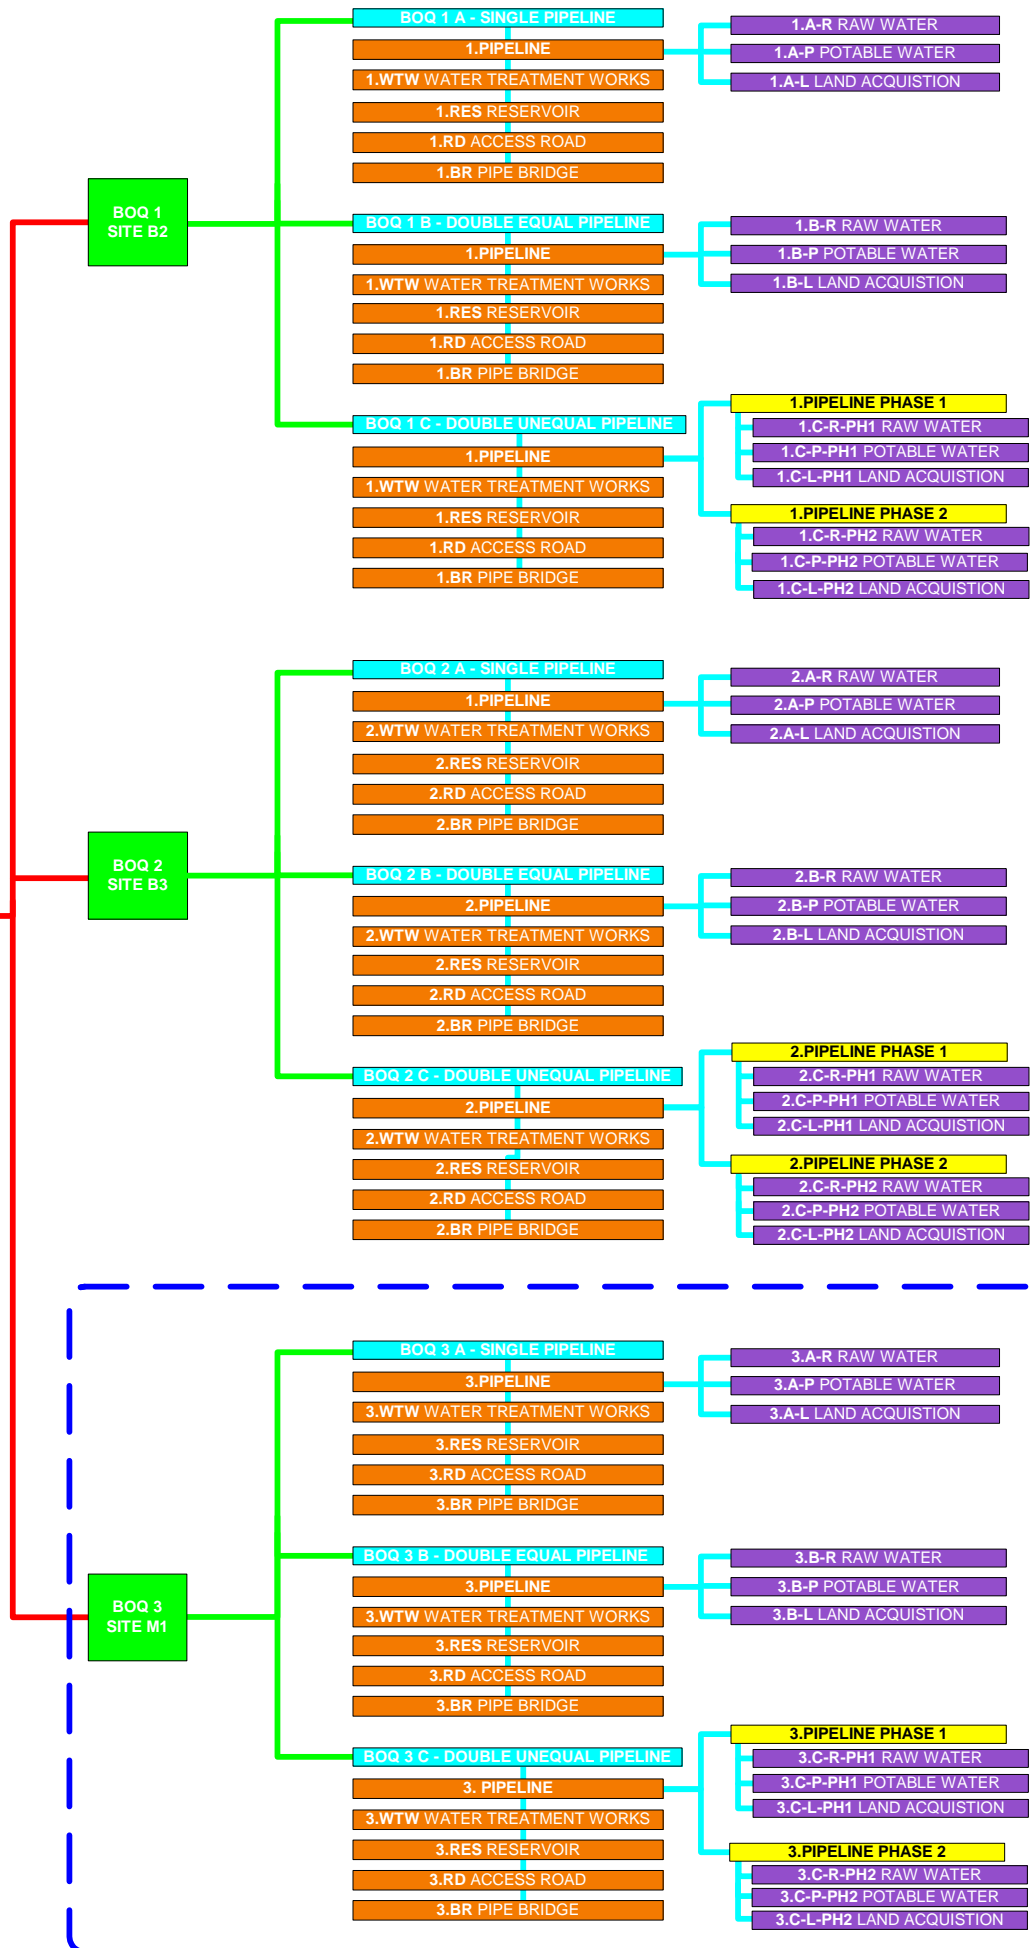 BOQ 1 A - SINGLE PIPELINE
1.PIPELINE
1.WTW WATER TREATMENT WORKS
1.RES RESERVOIR
1.RD ACCESS ROAD
1.BR PIPE BRIDGE
1.A-R RAW WATER
1.A-P POTABLE WATER
1.A-L LAND ACQUISTION
BOQ 1
SITE B2
BOQ 1 B - DOUBLE EQUAL PIPELINE
1.PIPELINE
1.WTW WATER TREATMENT WORKS
1.RES RESERVOIR
1.RD ACCESS ROAD
1.BR PIPE BRIDGE
1.B-R RAW WATER
1.B-P POTABLE WATER
1.B-L LAND ACQUISTION
BOQ 1 C - DOUBLE UNEQUAL PIPELINE
1.PIPELINE
1.WTW WATER TREATMENT WORKS
1.RES RESERVOIR
1.RD ACCESS ROAD
1.BR PIPE BRIDGE
1.PIPELINE PHASE 1
1.C-R-PH1 RAW WATER
1.C-P-PH1 POTABLE WATER
1.C-L-PH1 LAND ACQUISTION
1.PIPELINE PHASE 2
1.C-R-PH2 RAW WATER
1.C-P-PH2 POTABLE WATER
1.C-L-PH2 LAND ACQUISTION
BOQ 2 A - SINGLE PIPELINE
1.PIPELINE
2.WTW WATER TREATMENT WORKS
2.RES RESERVOIR
2.RD ACCESS ROAD
2.BR PIPE BRIDGE
2.A-R RAW WATER
2.A-P POTABLE WATER
2.A-L LAND ACQUISTION
BOQ 2
SITE B3
BOQ 2 B - DOUBLE EQUAL PIPELINE
2.PIPELINE
2.WTW WATER TREATMENT WORKS
2.RES RESERVOIR
2.RD ACCESS ROAD
2.BR PIPE BRIDGE
2.B-R RAW WATER
2.B-P POTABLE WATER
2.B-L LAND ACQUISTION
BOQ 2 C - DOUBLE UNEQUAL PIPELINE
2.PIPELINE
2.WTW WATER TREATMENT WORKS
2.RES RESERVOIR
2.RD ACCESS ROAD
2.BR PIPE BRIDGE
2.PIPELINE PHASE 1
2.C-R-PH1 RAW WATER
2.C-P-PH1 POTABLE WATER
2.C-L-PH1 LAND ACQUISTION
2.PIPELINE PHASE 2
2.C-R-PH2 RAW WATER
2.C-P-PH2 POTABLE WATER
2.C-L-PH2 LAND ACQUISTION
BOQ 3 A - SINGLE PIPELINE
3.PIPELINE
3.WTW WATER TREATMENT WORKS
3.RES RESERVOIR
3.RD ACCESS ROAD
3.BR PIPE BRIDGE
3.A-R RAW WATER
3.A-P POTABLE WATER
3.A-L LAND ACQUISTION
BOQ 3
SITE M1
BOQ 3 B - DOUBLE EQUAL PIPELINE
3.PIPELINE
3.WTW WATER TREATMENT WORKS
3.RES RESERVOIR
3.RD ACCESS ROAD
3.BR PIPE BRIDGE
3.B-R RAW WATER
3.B-P POTABLE WATER
3.B-L LAND ACQUISTION
BOQ 3 C - DOUBLE UNEQUAL PIPELINE
3. PIPELINE
3.WTW WATER TREATMENT WORKS
3.RES RESERVOIR
3.RD ACCESS ROAD
3.BR PIPE BRIDGE
3.PIPELINE PHASE 1
3.C-R-PH1 RAW WATER
3.C-P-PH1 POTABLE WATER
3.C-L-PH1 LAND ACQUISTION
3.PIPELINE PHASE 2
3.C-R-PH2 RAW WATER
3.C-P-PH2 POTABLE WATER
3.C-L-PH2 LAND ACQUISTION